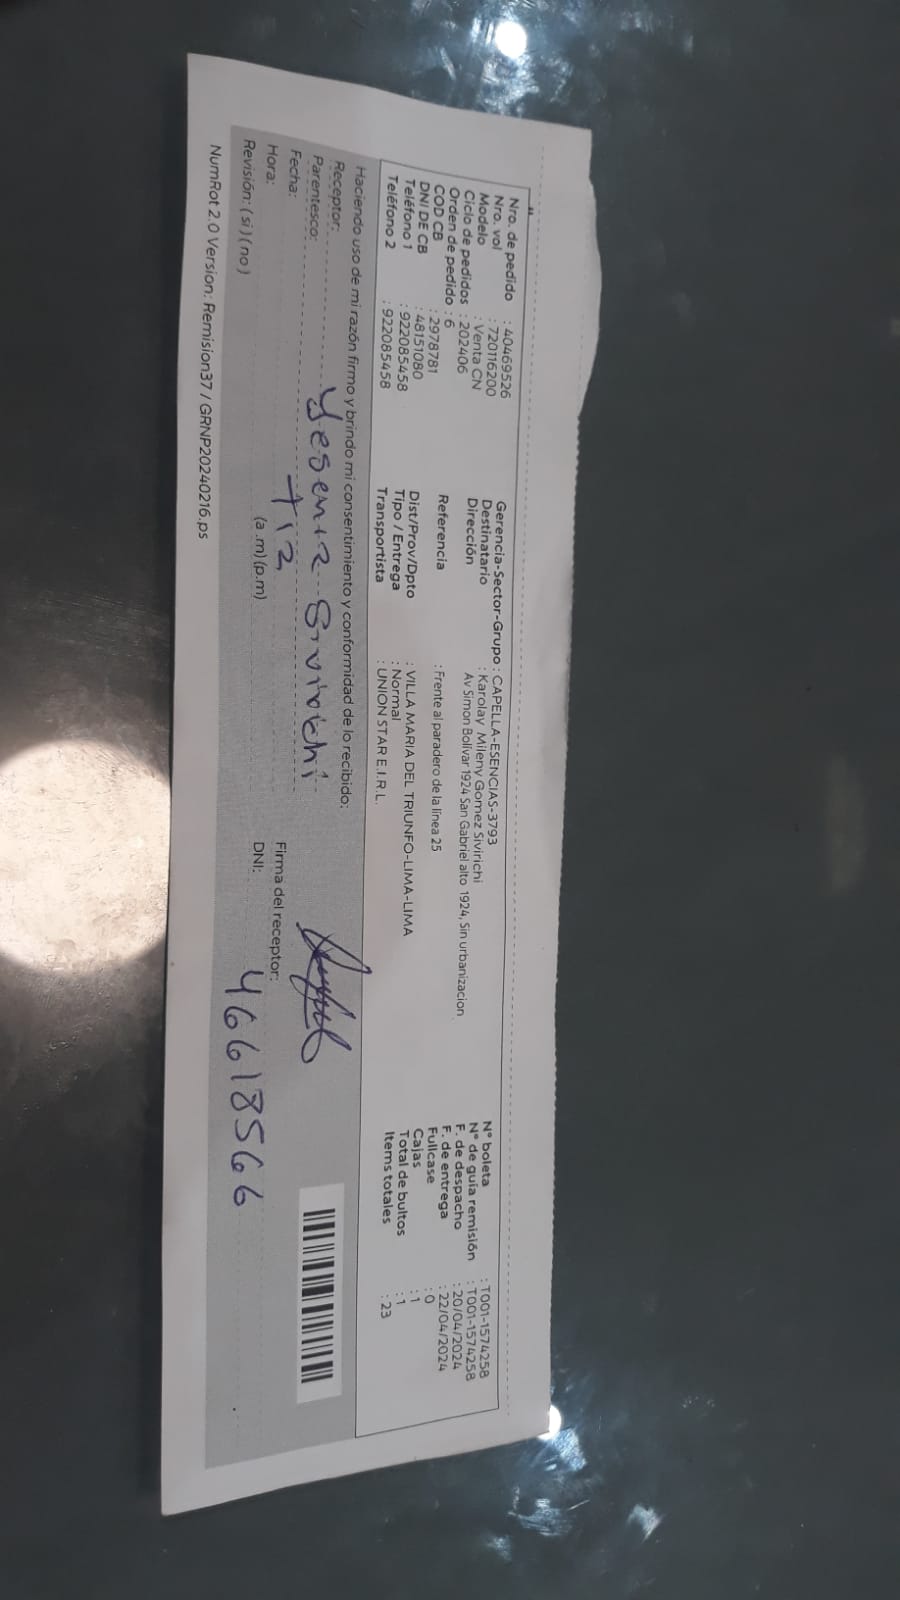 Nro. de pedido : 40469526
Nro. vol : 720116200
Modelo : Venta CN
Ciclo de pedidos : 202406
Orden de pedido : 6
COD CB : 2978781
DNI DE CB : 48151080
Teléfono 1 : 922085458
Teléfono 2 : 922085458
Gerencia-Sector-Grupo : CAPELLA-ESENCIAS-3793
Destinatario : Karolay Mileny Gomez Sivirichi
Dirección Av Simon Bolivar 1924 San Gabriel alto 1924, Sin urbanizacion
Referencia : Frente al paradero de la línea 25
Dist/Prov/Dpto : VILLA MARIA DEL TRIUNFO-LIMA-LIMA
Tipo / Entrega : Normal
Transportista : UNION STAR E.I.R.L.
N° boleta : T001-1574258
N° de guía remisión : T001-1574258
F. de despacho : 20/04/2024
F. de entrega : 22/04/2024
Fullcase : 0
Cajas : 1
Total de bultos : 1
Items totales : 23
Haciendo uso de mi razón firmo y brindo mi consentimiento y conformidad de lo recibido:
Receptor: Yesenia Sivirichi
Parentesco: tia
Fecha:
Hora: (a .m) (p.m)
Revisión: ( si ) ( no )
Firma del receptor:
DNI: 46618566
NumRot 2.0 Version: Remision37 / GRNP20240216.ps